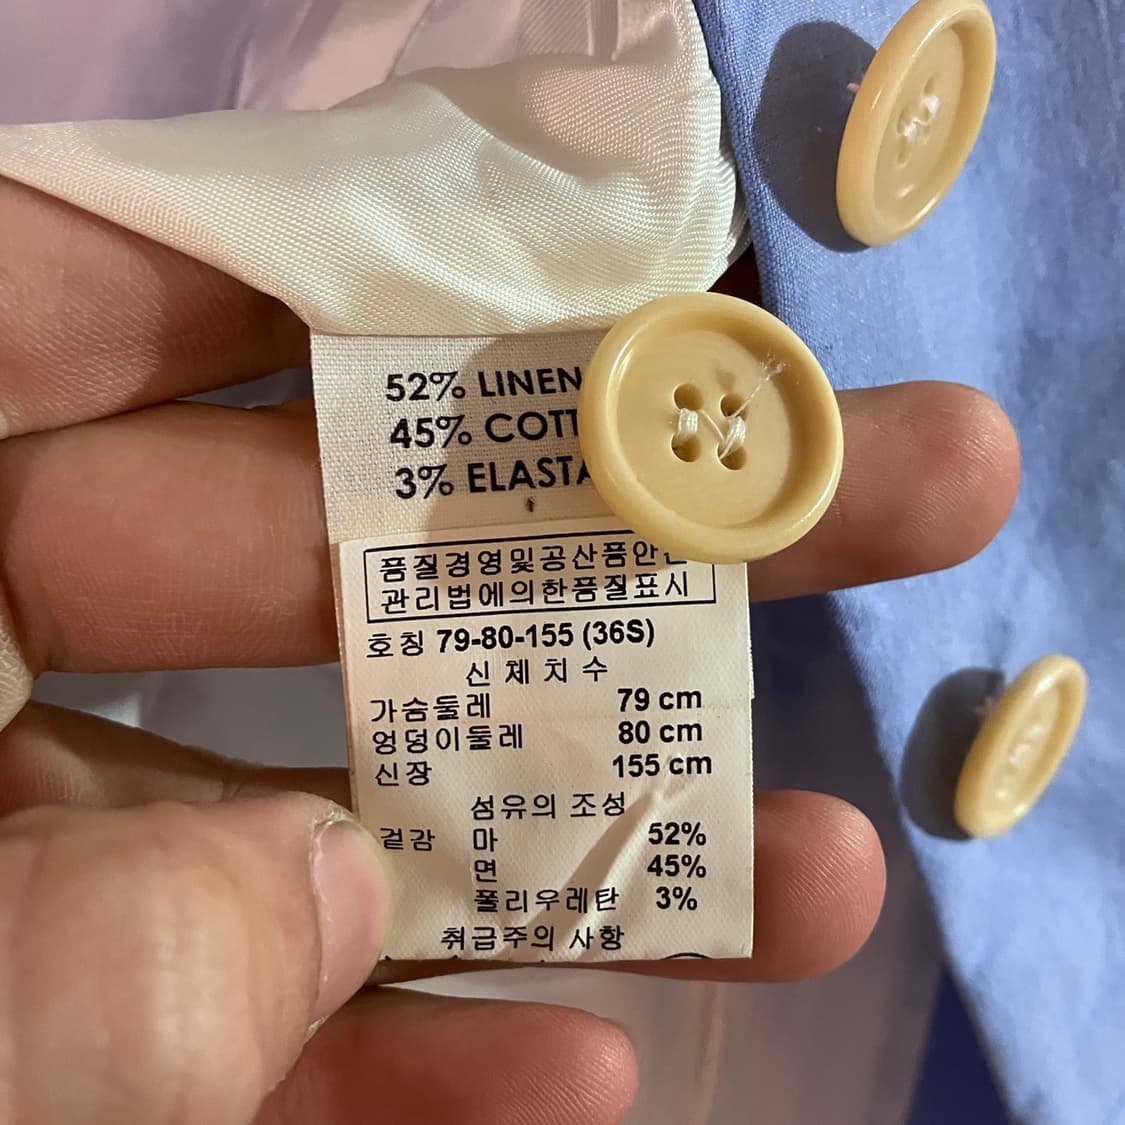 52% LINEN
45% COTT
3% ELASTA
품질경영및공산품안전
관리법에의한품질표시
호칭 79-80-155 (36S)
신체치수
가슴둘레 79 cm
엉덩이둘레 80 cm
신장 155 cm
섬유의 조성
겉감 마 52%
면 45%
폴리우레탄 3%
취급주의 사항